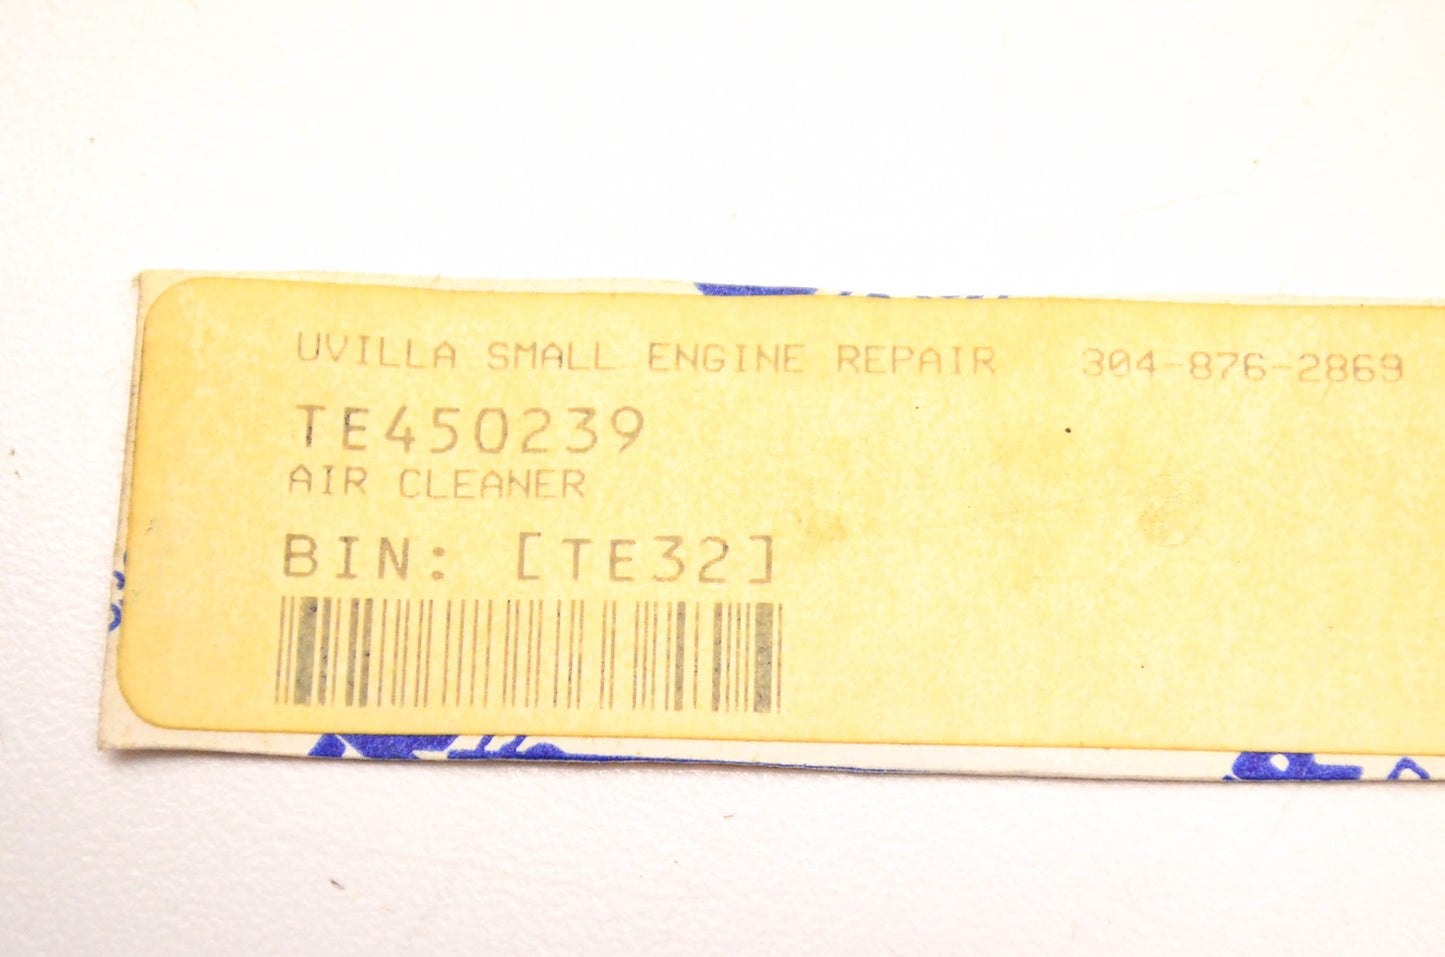 UVILLA SMALL ENGINE REPAIR 304-876-2869
TE450239
AIR CLEANER
BIN: [TE32]